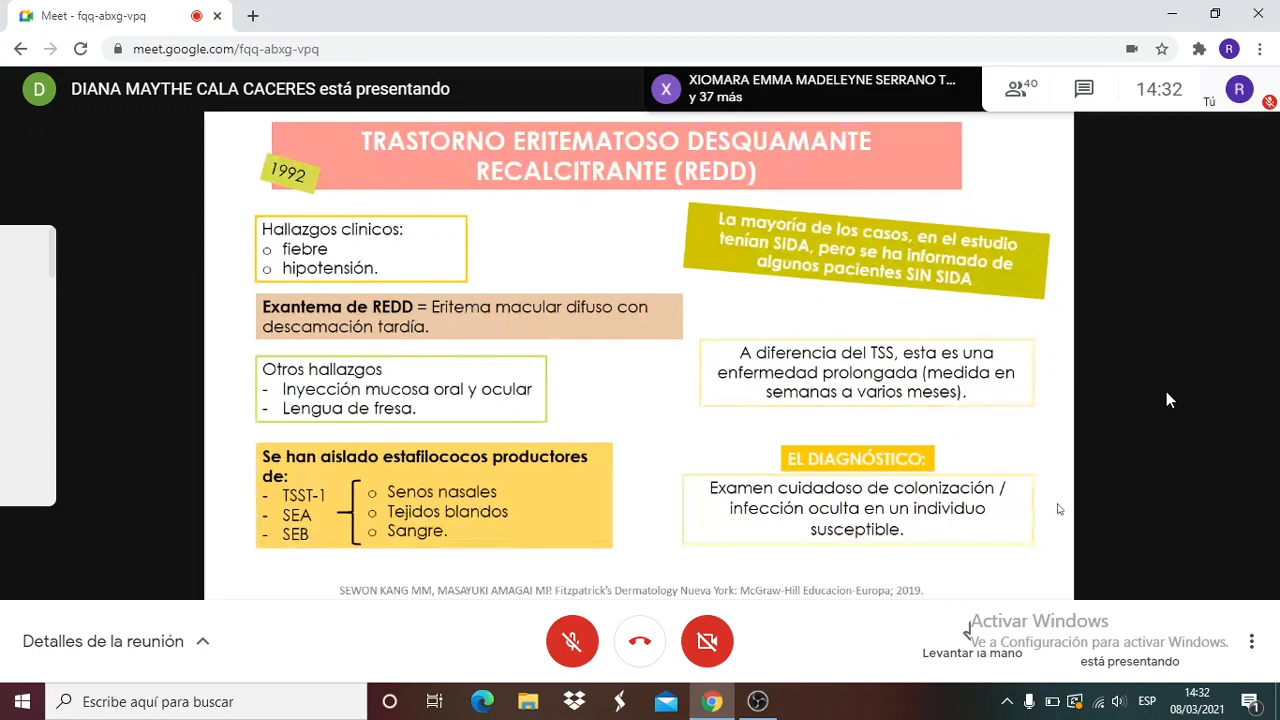 Meet - fqq-abxg-vpq
meet.google.com/fqq-abxg-vpq
R
D
DIANA MAYTHE CALA CACERES está presentando
X
XIOMARA EMMA MADELEYNE SERRANO T...
y 37 más
40
14:32
Tú
R
TRASTORNO ERITEMATOSO DESQUAMANTE
RECALCITRANTE (REDD)
1992
Hallazgos clinicos:
o fiebre
o hipotensión.
La mayoría de los casos, en el estudio
tenían SIDA, pero se ha informado de
algunos pacientes SIN SIDA
Exantema de REDD = Eritema macular difuso con
descamación tardía.
A diferencia del TSS, esta es una
enfermedad prolongada (medida en
semanas a varios meses).
Otros hallazgos
- Inyección mucosa oral y ocular
- Lengua de fresa.
Se han aislado estafilococos productores
de:
- TSST-1
- SEA
- SEB
o Senos nasales
o Tejidos blandos
o Sangre.
EL DIAGNÓSTICO:
Examen cuidadoso de colonización /
infección oculta en un individuo
susceptible.
SEWON KANG MM, MASAYUKI AMAGAI MP. Fitzpatrick's Dermatology Nueva York: McGraw-Hill Educacion-Europa; 2019.
Detalles de la reunión
Activar Windows
Ve a Configuración para activar Windows.
Levantar la mano
está presentando
Escribe aquí para buscar
ESP
14:32
08/03/2021
1